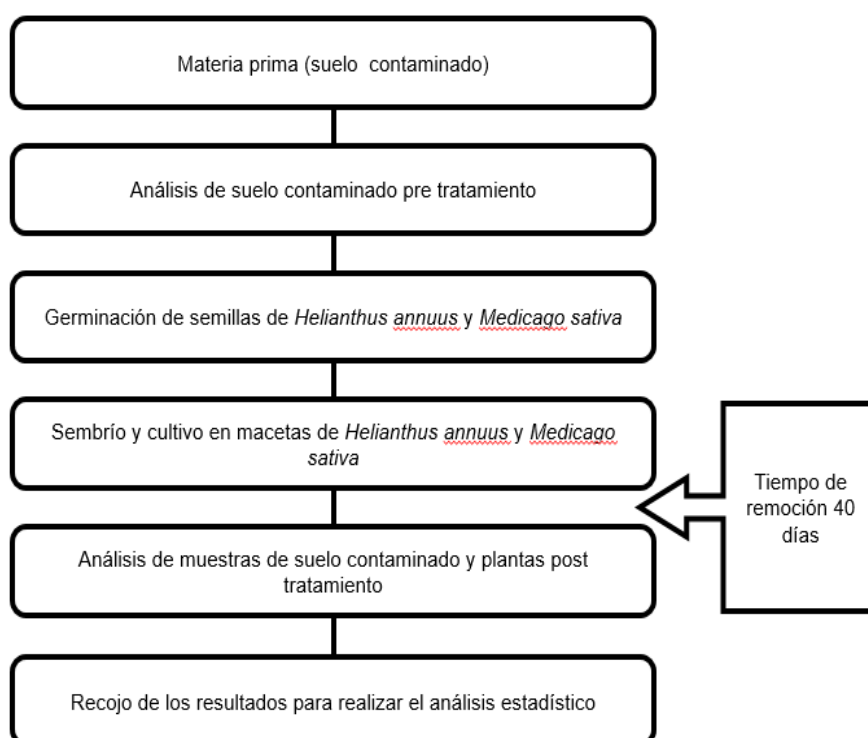 Materia prima (suelo contaminado)
Análisis de suelo contaminado pre tratamiento
Germinación de semillas de Helianthus annuus y Medicago sativa
Sembrío y cultivo en macetas de Helianthus annuus y Medicago
sativa
Tiempo de
remoción 40
días
Análisis de muestras de suelo contaminado y plantas post
tratamiento
Recojo de los resultados para realizar el análisis estadístico